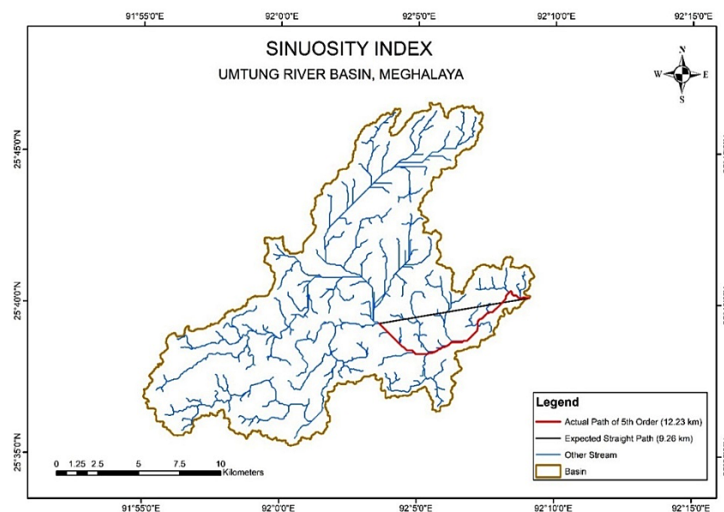 91°55'0"E 92°0'0"E 92°5'0"E 92°10'0"E 92°15'0"E
SINUOSITY INDEX
UMTUNG RIVER BASIN, MEGHALAYA
N
W E
S
25°45'0"N
25°40'0"N
25°35'0"N
Legend
Actual Path of 5th Order (12.23 km)
Expected Straight Path (9.26 km)
Other Stream
Basin
0 1.25 2.5 5 7.5 10
Kilometers
91°55'0"E 92°0'0"E 92°5'0"E 92°10'0"E 92°15'0"E